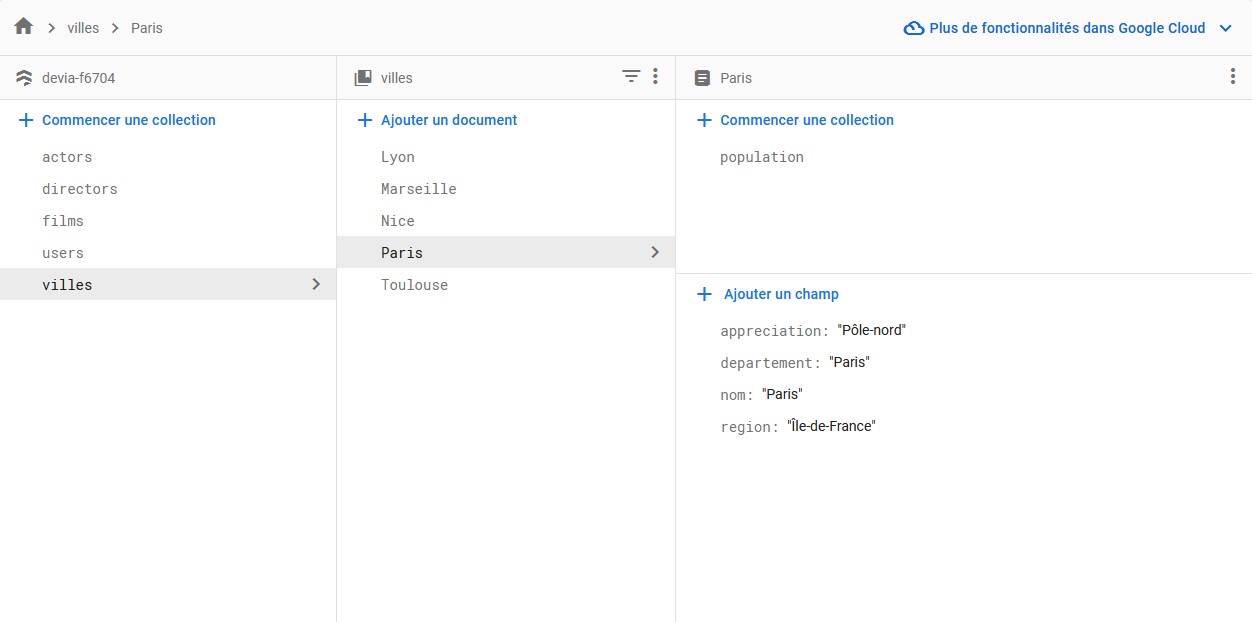 villes Paris
Plus de fonctionnalités dans Google Cloud
devia-f6704
Commencer une collection
actors
directors
films
users
villes
villes
Ajouter un document
Lyon
Marseille
Nice
Paris
Toulouse
Paris
Commencer une collection
population
Ajouter un champ
appreciation: "Pôle-nord"
departement: "Paris"
nom: "Paris"
region: "Île-de-France"